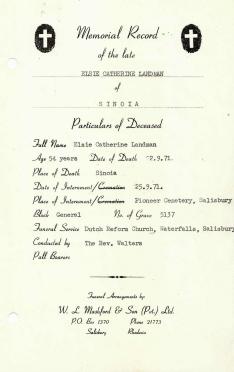 Memorial Record
of the late
ELSIE CATHERINE LANDMAN
of
SINOIA
Particulars of Deceased
Full Name Elsie Catherine Landman
Age 54 years Date of Death 2.9.71.
Place of Death Sinoia
Date of Interment/Cremation 25.9.71.
Place of Interment/Cremation Pioneer Cemetery, Salisbury
Block General No. of Grave 5137
Funeral Service Dutch Reform Church, Waterfalls, Salisbury
Conducted by The Rev. Walters
Pall Bearers
Funeral Arrangements by:
W. L. Mashford & Son (Pvt.) Ltd.
P.O. Box 1370 Phone 21773
Salisbury Rhodesia